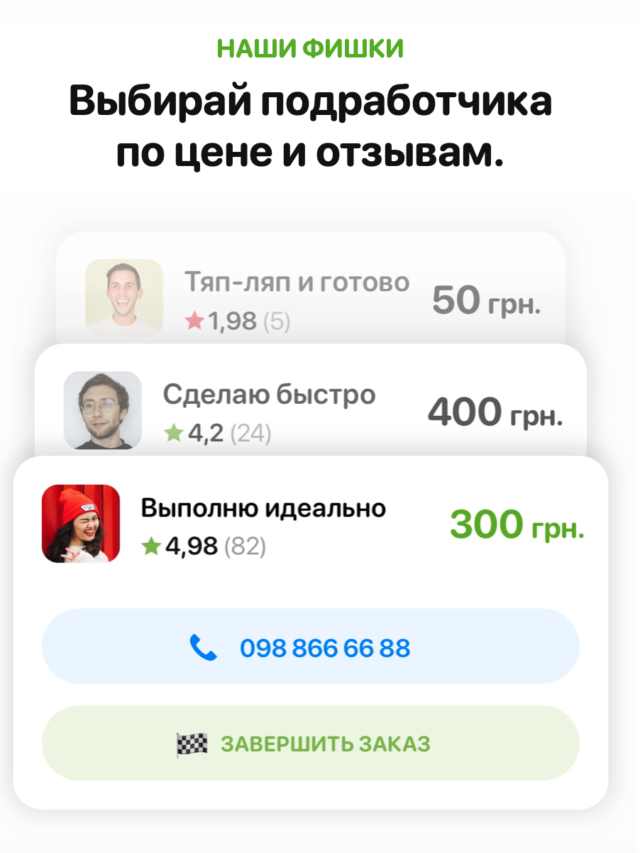 НАШИ ФИШКИ
Выбирай подработчика
по цене и отзывам.
Тяп-ляп и готово
1,98 (5)
50 грн.
Сделаю быстро
4,2 (24)
400 грн.
Выполню идеально
4,98 (82)
300 грн.
098 866 66 88
ЗАВЕРШИТЬ ЗАКАЗ